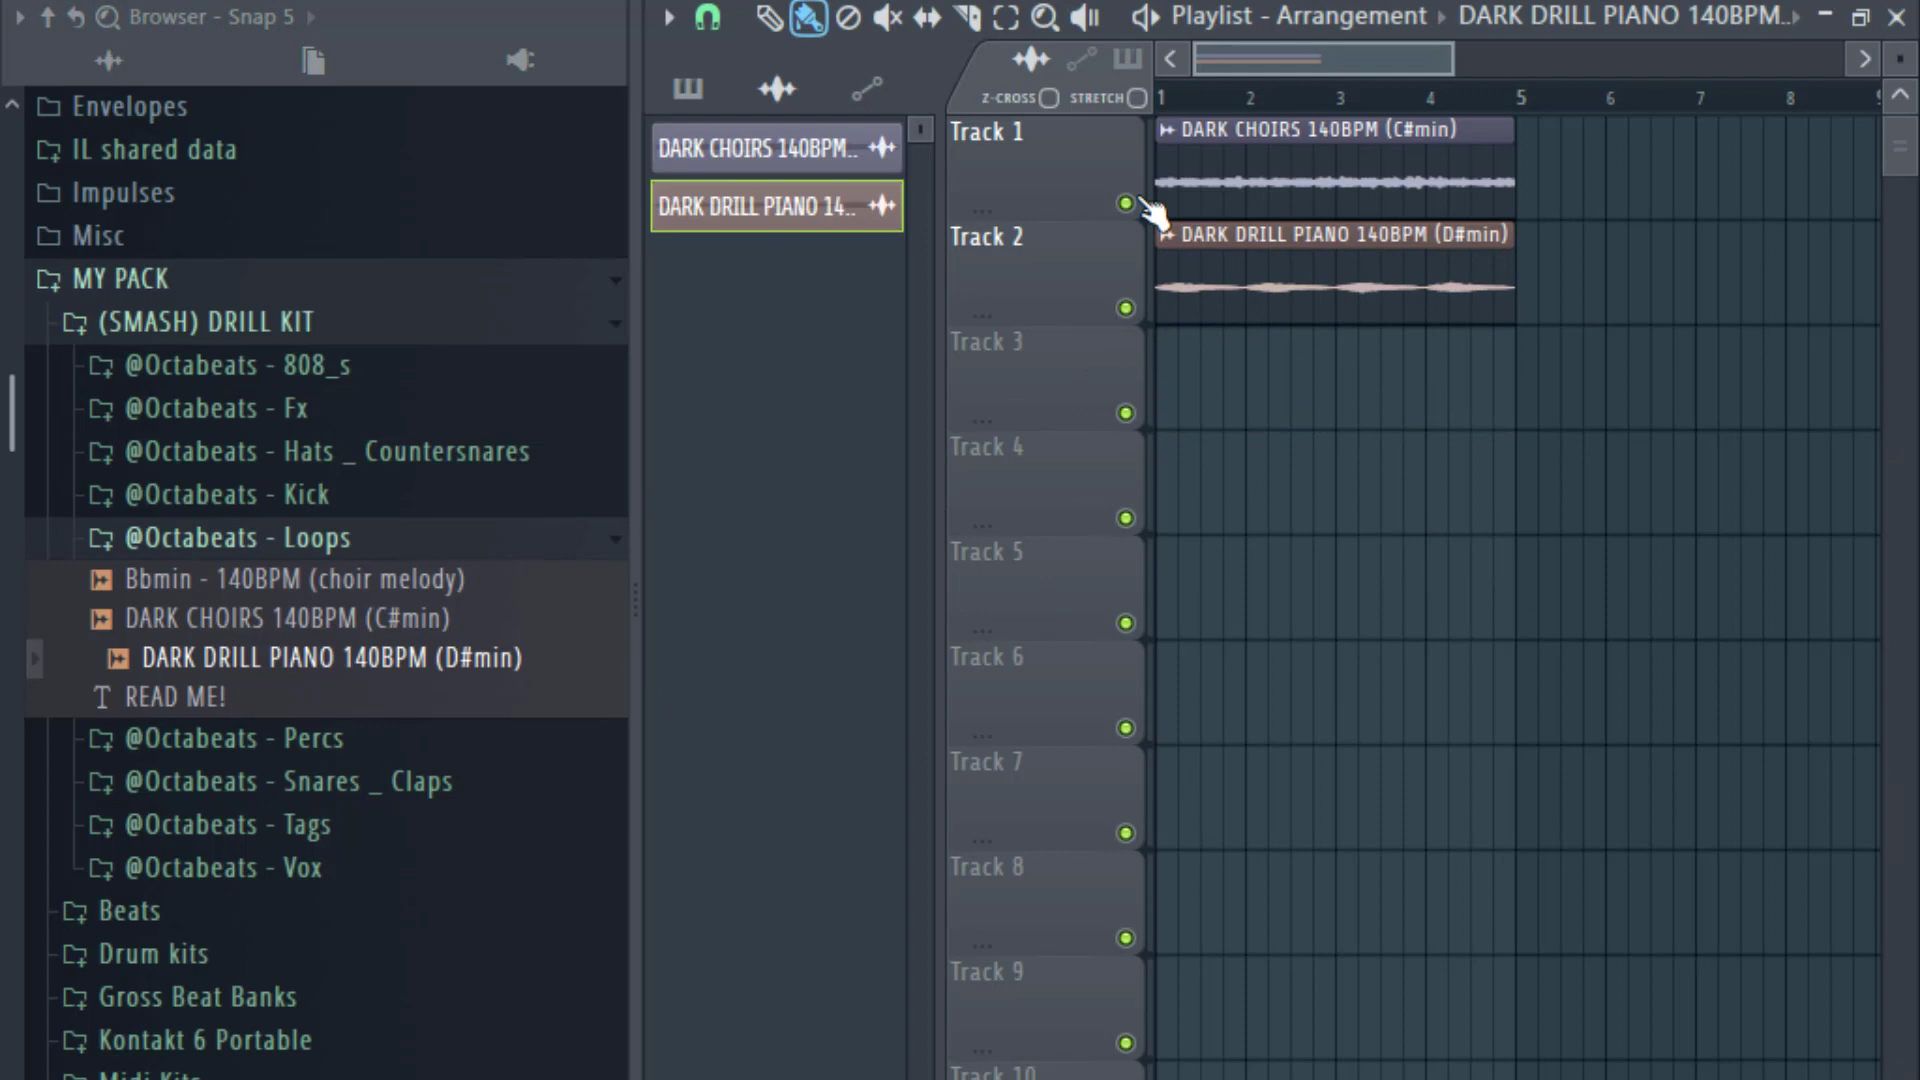 Browser - Snap 5
Envelopes
IL shared data
Impulses
Misc
MY PACK
(SMASH) DRILL KIT
@Octabeats - 808_s
@Octabeats - Fx
@Octabeats - Hats _ Countersnares
@Octabeats - Kick
@Octabeats - Loops
Bbmin - 140BPM (choir melody)
DARK CHOIRS 140BPM (C#min)
DARK DRILL PIANO 140BPM (D#min)
READ ME!
@Octabeats - Percs
@Octabeats - Snares _ Claps
@Octabeats - Tags
@Octabeats - Vox
Beats
Drum kits
Gross Beat Banks
Kontakt 6 Portable
Midi Kits
DARK CHOIRS 140BPM..
DARK DRILL PIANO 14..
Playlist - Arrangement
DARK DRILL PIANO 140BPM..
Z-CROSS STRETCH
1 2 3 4 5 6 7 8
Track 1
DARK CHOIRS 140BPM (C#min)
Track 2
DARK DRILL PIANO 140BPM (D#min)
Track 3
Track 4
Track 5
Track 6
Track 7
Track 8
Track 9
Track 10